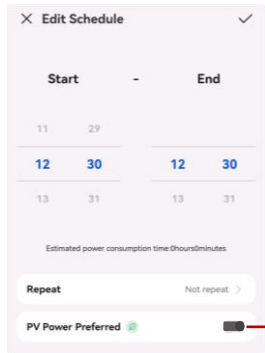 Edit Schedule
Start - End
11 29
12 30 12 30
13 31 13 31
Estimated power consumption time:0hours0minutes
Repeat Not repeat
PV Power Preferred